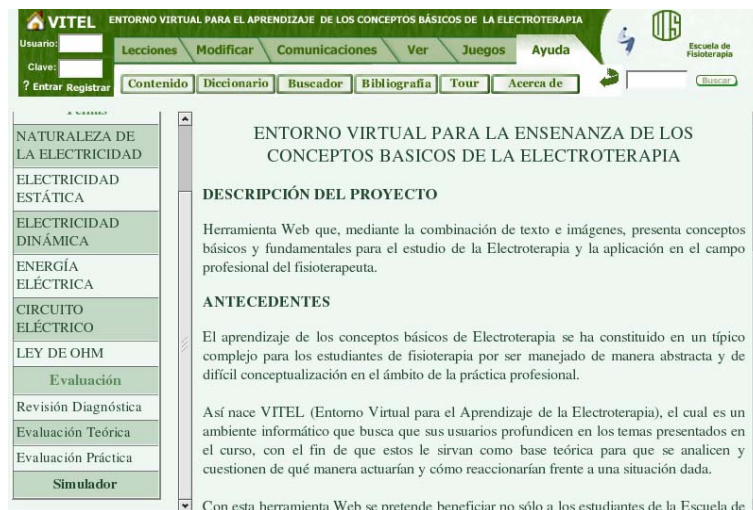 VITEL
ENTORNO VIRTUAL PARA EL APRENDIZAJE DE LOS CONCEPTOS BÁSICOS DE LA ELECTROTERAPIA
Usuario:
Clave:
? Entrar Registrar
Lecciones Modificar Comunicaciones Ver Juegos Ayuda
Contenido Diccionario Buscador Bibliografía Tour Acerca de
Escuela de
Fisioterapia
Buscar
Temas
NATURALEZA DE
LA ELECTRICIDAD
ELECTRICIDAD
ESTÁTICA
ELECTRICIDAD
DINÁMICA
ENERGÍA
ELÉCTRICA
CIRCUITO
ELÉCTRICO
LEY DE OHM
Evaluación
Revisión Diagnóstica
Evaluación Teórica
Evaluación Práctica
Simulador
ENTORNO VIRTUAL PARA LA ENSENANZA DE LOS
CONCEPTOS BASICOS DE LA ELECTROTERAPIA
DESCRIPCIÓN DEL PROYECTO
Herramienta Web que, mediante la combinación de texto e imágenes, presenta conceptos
básicos y fundamentales para el estudio de la Electroterapia y la aplicación en el campo
profesional del fisioterapeuta.
ANTECEDENTES
El aprendizaje de los conceptos básicos de Electroterapia se ha constituido en un típico
complejo para los estudiantes de fisioterapia por ser manejado de manera abstracta y de
difícil conceptualización en el ámbito de la práctica profesional.
Así nace VITEL (Entorno Virtual para el Aprendizaje de la Electroterapia), el cual es un
ambiente informático que busca que sus usuarios profundicen en los temas presentados en
el curso, con el fin de que estos le sirvan como base teórica para que se analicen y
cuestionen de qué manera actuarían y cómo reaccionarían frente a una situación dada.
Con esta herramienta Web se pretende beneficiar no sólo a los estudiantes de la Escuela de